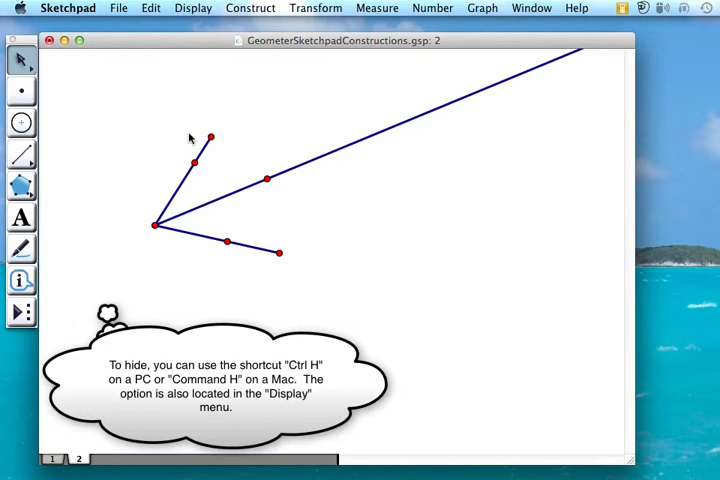 Sketchpad File Edit Display Construct Transform Measure Number Graph Window Help
GeometerSketchpadConstructions.gsp: 2
A
To hide, you can use the shortcut "Ctrl H"
on a PC or "Command H" on a Mac. The
option is also located in the "Display"
menu.
1 2